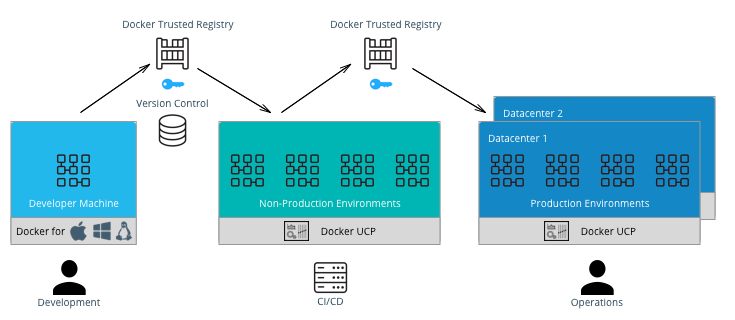 Docker Trusted Registry
Docker Trusted Registry
Version Control
Datacenter 2
Datacenter 1
Developer Machine
Non-Production Environments
Production Environments
Docker for
Docker UCP
Docker UCP
Development
CI/CD
Operations